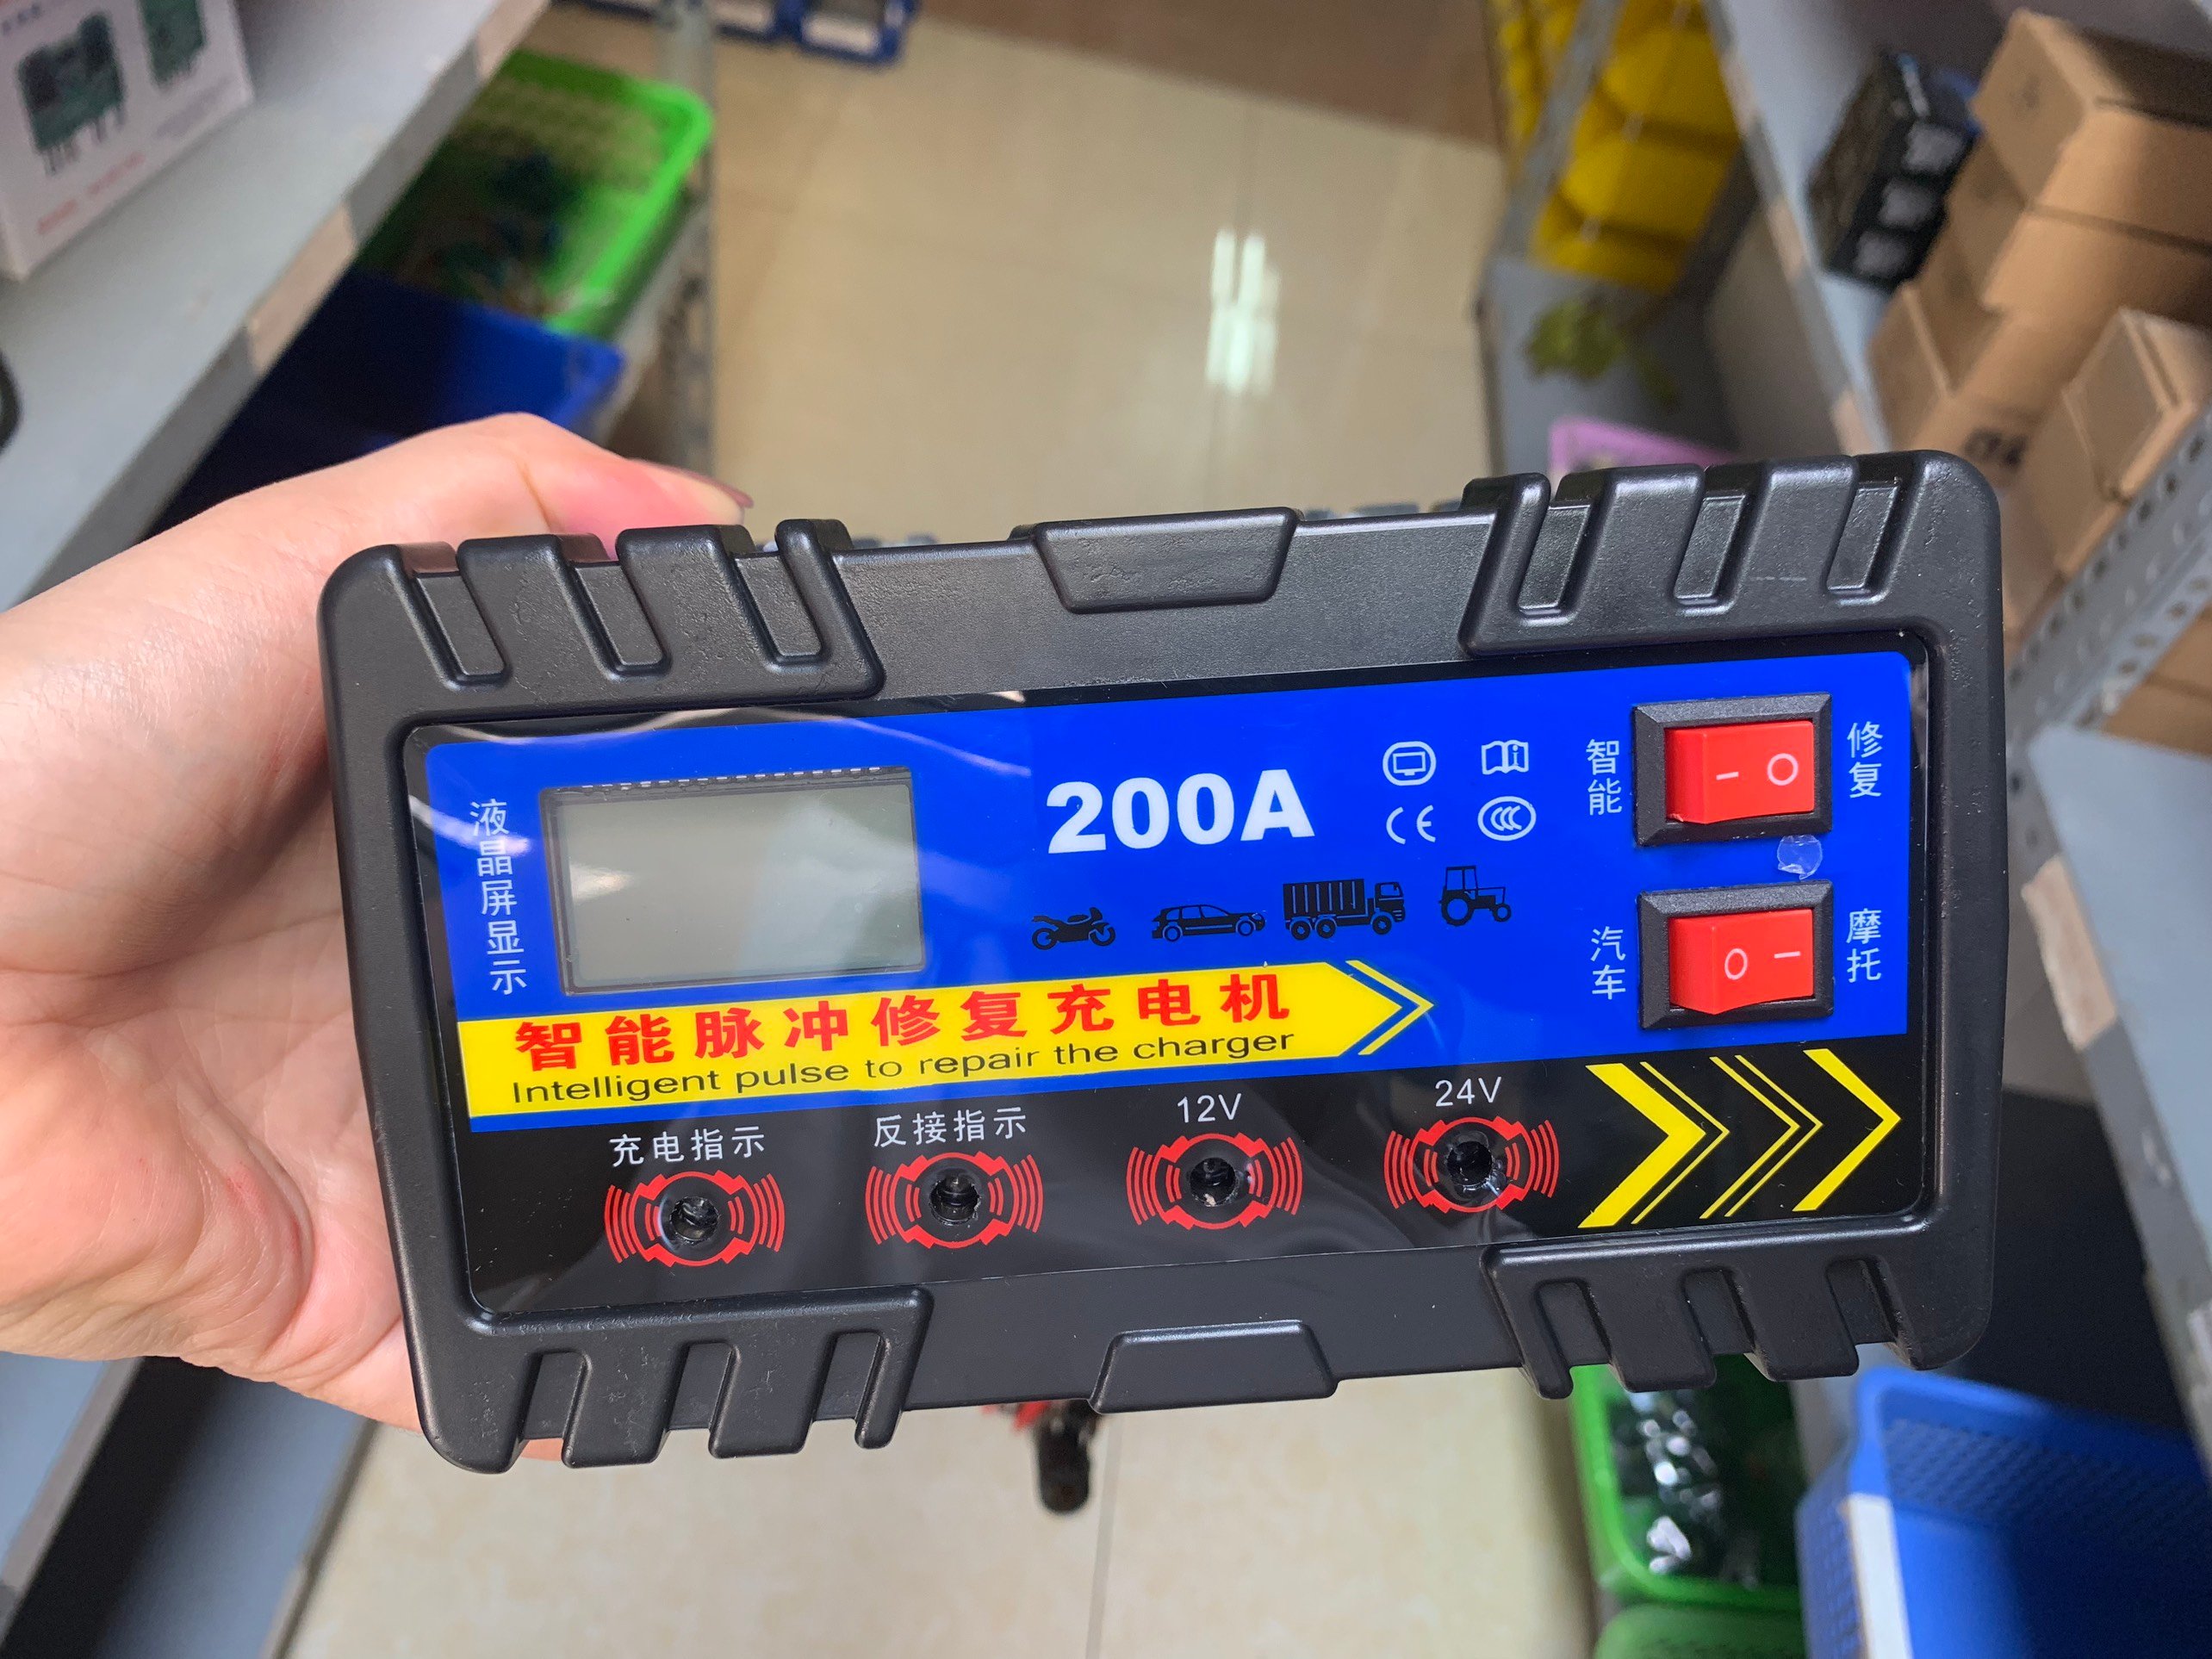 液晶屏显示
200A
CE
智能
修复
汽车
摩托
智能脉冲修复充电机
Intelligent pulse to repair the charger
充电指示
反接指示
12V
24V